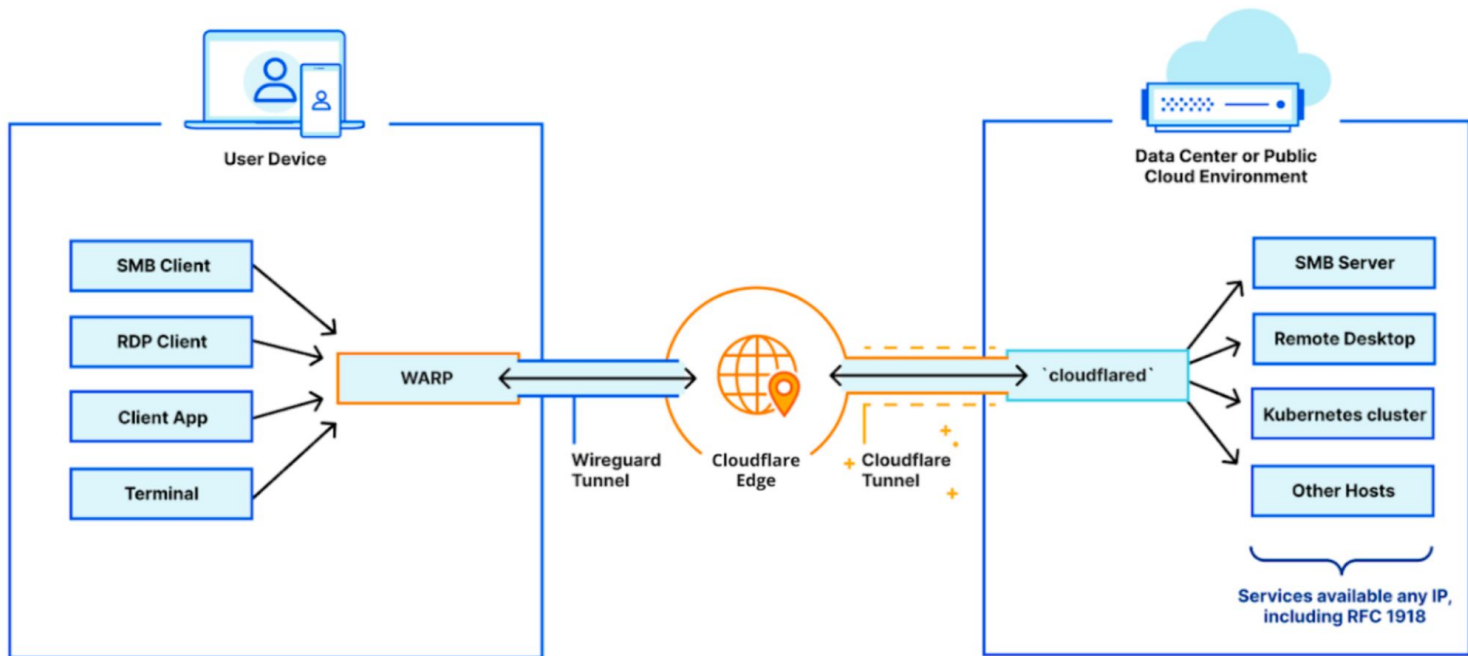 User Device
SMB Client
RDP Client
Client App
Terminal
WARP
Wireguard
Tunnel
Cloudflare
Edge
Cloudflare
Tunnel
Data Center or Public
Cloud Environment
`cloudflared`
SMB Server
Remote Desktop
Kubernetes cluster
Other Hosts
Services available any IP,
including RFC 1918